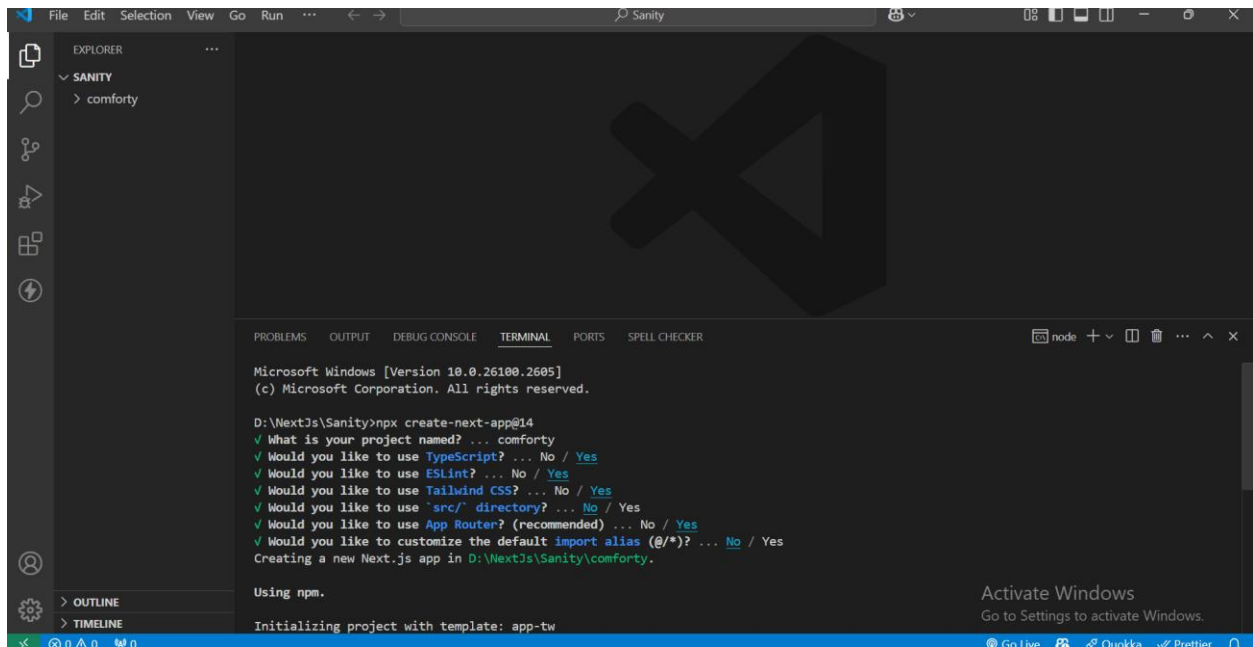 File Edit Selection View Go Run ... Sanity
EXPLORER ...
SANITY
comforty
PROBLEMS OUTPUT DEBUG CONSOLE TERMINAL PORTS SPELL CHECKER node ...
Microsoft Windows [Version 10.0.26100.2605]
(c) Microsoft Corporation. All rights reserved.
D:\NextJs\Sanity>npx create-next-app@14
√ What is your project named? ... comforty
√ Would you like to use TypeScript? ... No / Yes
√ Would you like to use ESLint? ... No / Yes
√ Would you like to use Tailwind CSS? ... No / Yes
√ Would you like to use `src/` directory? ... No / Yes
√ Would you like to use App Router? (recommended) ... No / Yes
√ Would you like to customize the default import alias (@/*)? ... No / Yes
Creating a new Next.js app in D:\NextJs\Sanity\comforty.
Using npm.
Initializing project with template: app-tw
Activate Windows
Go to Settings to activate Windows.
OUTLINE
TIMELINE
0 0 0 Go Live Quokka Prettier